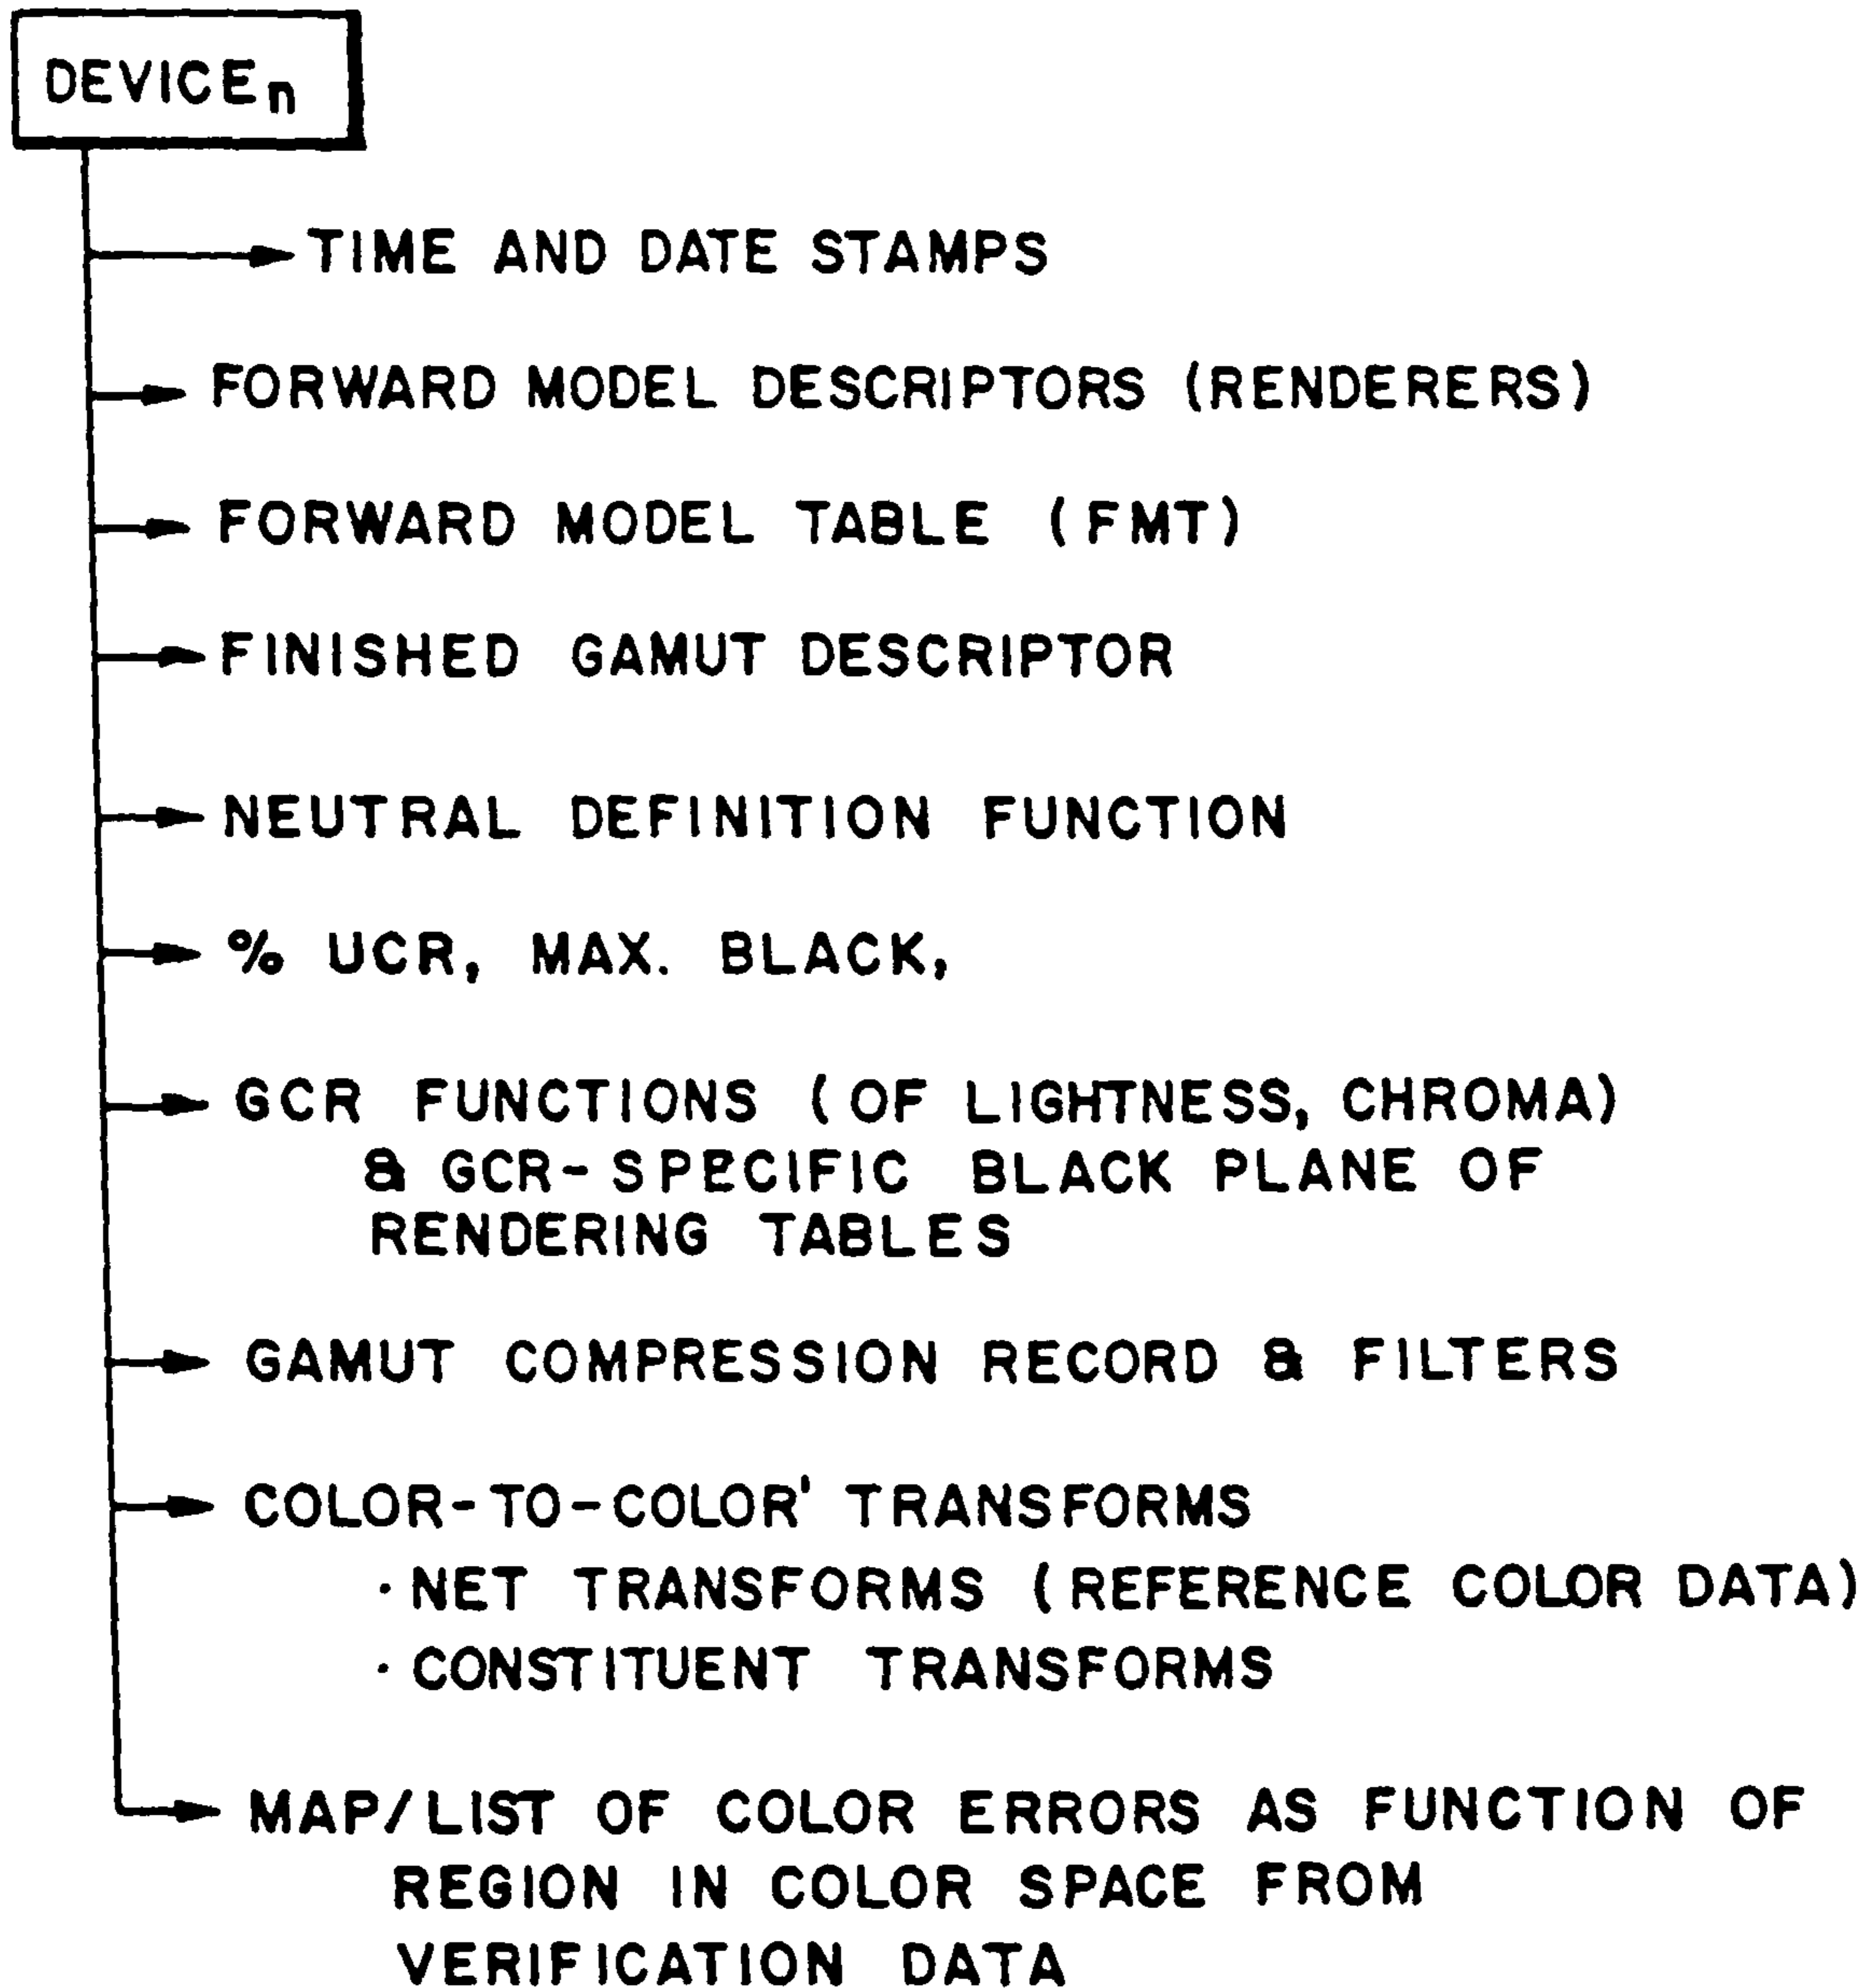 DEVICEn
TIME AND DATE STAMPS
FORWARD MODEL DESCRIPTORS (RENDERERS)
FORWARD MODEL TABLE (FMT)
FINISHED GAMUT DESCRIPTOR
NEUTRAL DEFINITION FUNCTION
% UCR, MAX. BLACK,
GCR FUNCTIONS (OF LIGHTNESS, CHROMA)
& GCR-SPECIFIC BLACK PLANE OF
RENDERING TABLES
GAMUT COMPRESSION RECORD & FILTERS
COLOR-TO-COLOR' TRANSFORMS
· NET TRANSFORMS (REFERENCE COLOR DATA)
· CONSTITUENT TRANSFORMS
MAP/LIST OF COLOR ERRORS AS FUNCTION OF
REGION IN COLOR SPACE FROM
VERIFICATION DATA